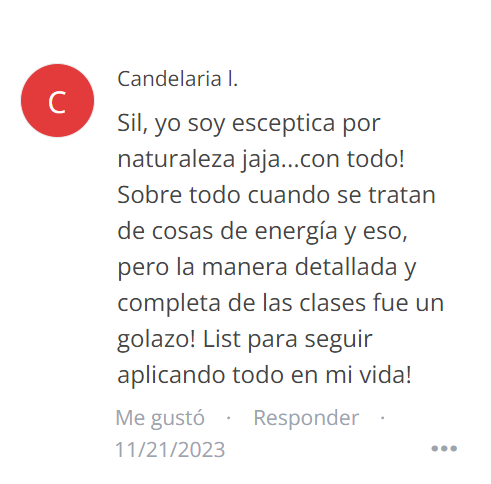 C
Candelaria l.
Sil, yo soy esceptica por
naturaleza jaja...con todo!
Sobre todo cuando se tratan
de cosas de energía y eso,
pero la manera detallada y
completa de las clases fue un
golazo! List para seguir
aplicando todo en mi vida!
Me gustó · Responder ·
11/21/2023